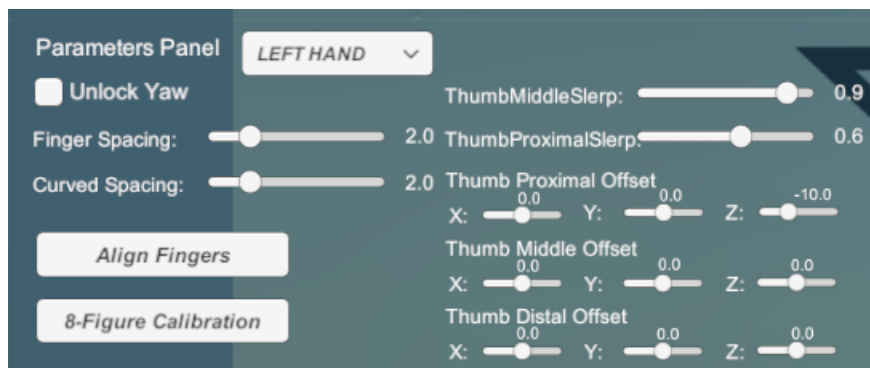 Parameters Panel
LEFT HAND
Unlock Yaw
Finger Spacing: 2.0
Curved Spacing: 2.0
Align Fingers
8-Figure Calibration
ThumbMiddleSlerp: 0.9
ThumbProximalSlerp: 0.6
Thumb Proximal Offset
X: 0.0 Y: 0.0 Z: -10.0
Thumb Middle Offset
X: 0.0 Y: 0.0 Z: 0.0
Thumb Distal Offset
X: 0.0 Y: 0.0 Z: 0.0